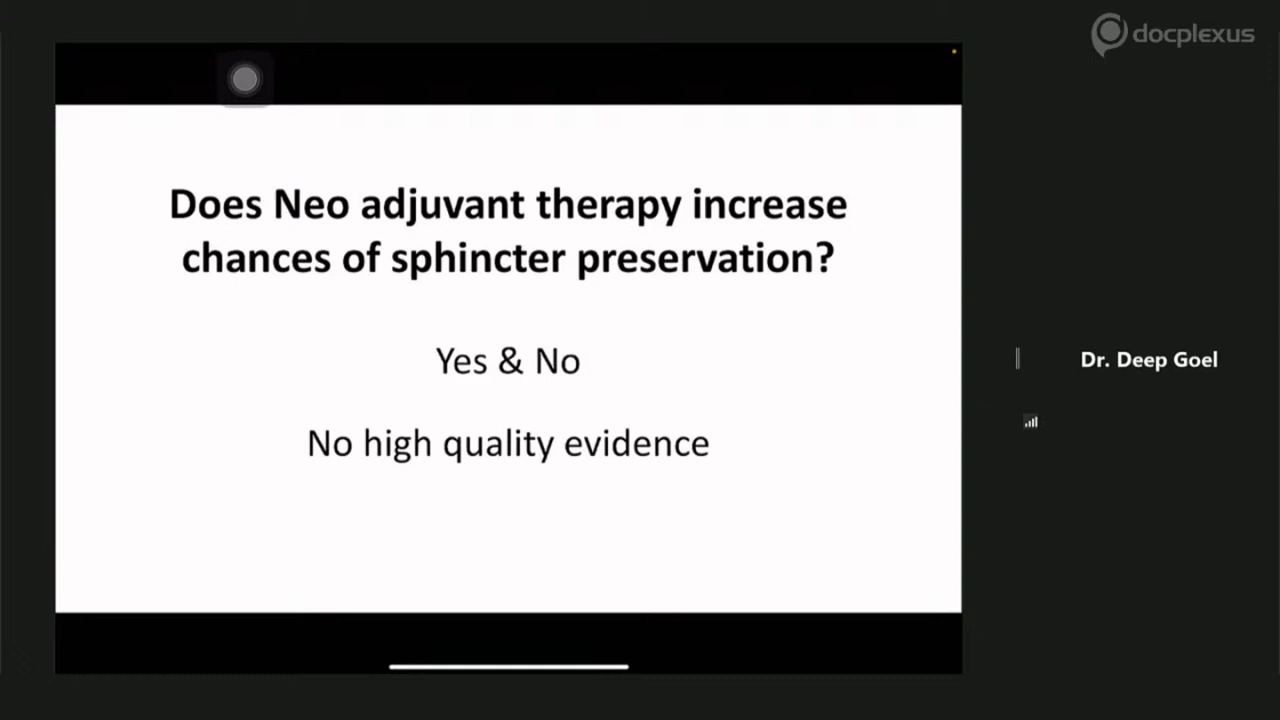 docplexus
Does Neo adjuvant therapy increase
chances of sphincter preservation?
Yes & No
No high quality evidence
Dr. Deep Goel